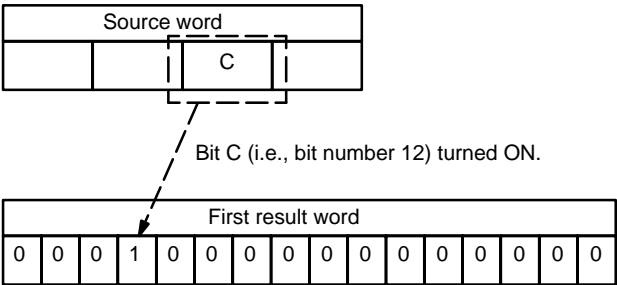 Source word
C
Bit C (i.e., bit number 12) turned ON.
First result word
0 0 0 1 0 0 0 0 0 0 0 0 0 0 0 0